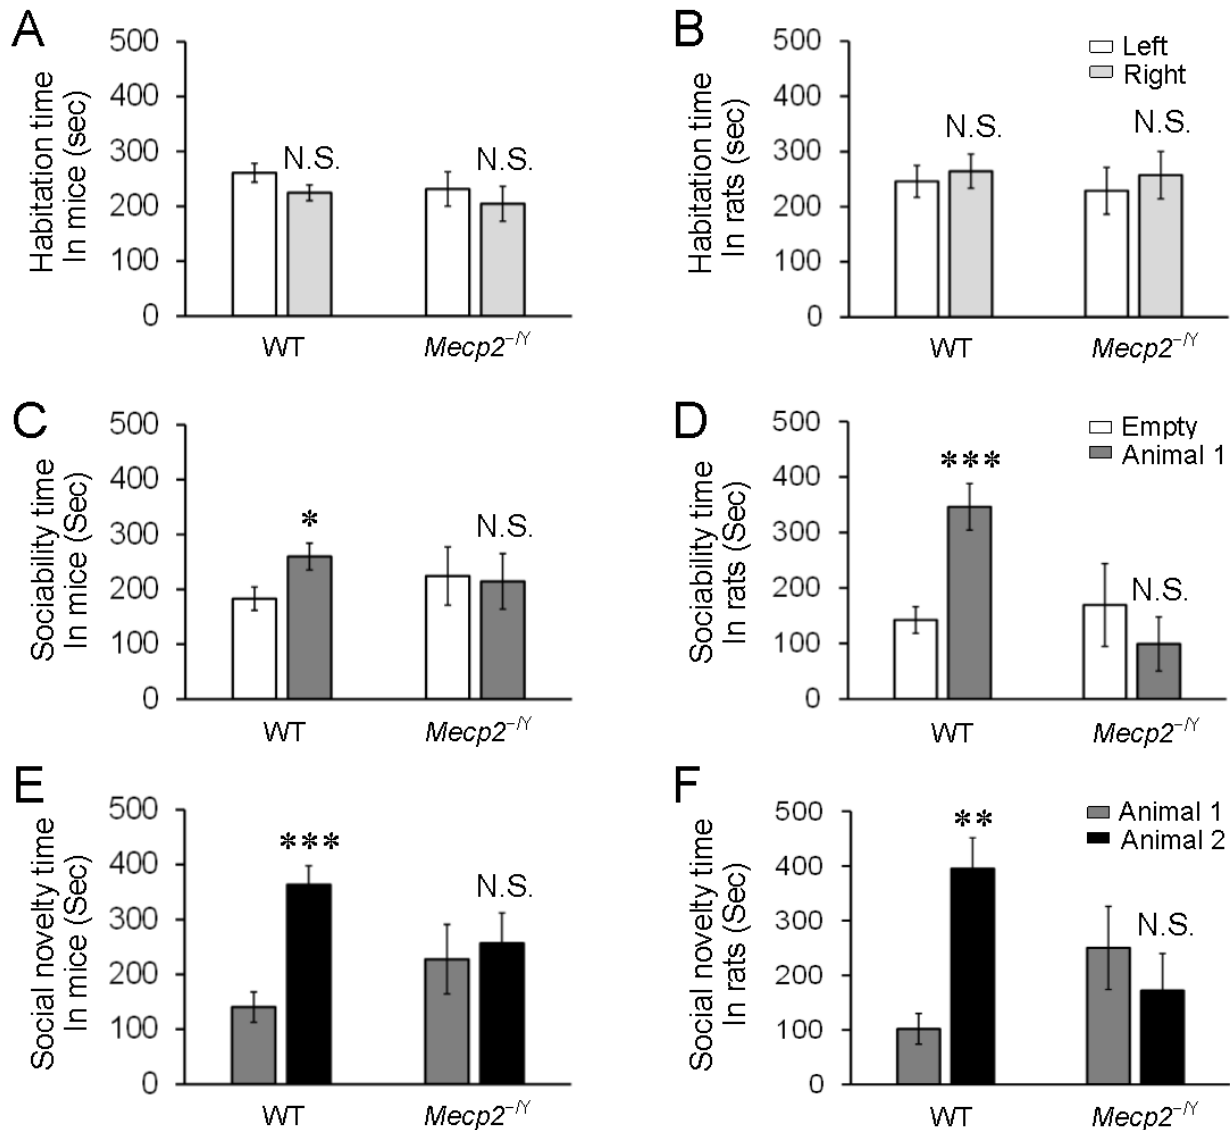 A
Habitation time
In mice (sec)
500
400
300
200
100
0
N.S.
N.S.
WT
Mecp2⁻/ʸ
B
Habitation time
In rats (sec)
500
400
300
200
100
0
Left
Right
N.S.
N.S.
WT
Mecp2⁻/ʸ
C
Sociability time
In mice (Sec)
500
400
300
200
100
0
*
N.S.
WT
Mecp2⁻/ʸ
D
Sociability time
In rats (Sec)
500
400
300
200
100
0
Empty
Animal 1
***
N.S.
WT
Mecp2⁻/ʸ
E
Social novelty time
In mice (Sec)
500
400
300
200
100
0
***
N.S.
WT
Mecp2⁻/ʸ
F
Social novelty time
In rats (Sec)
500
400
300
200
100
0
Animal 1
Animal 2
**
N.S.
WT
Mecp2⁻/ʸ